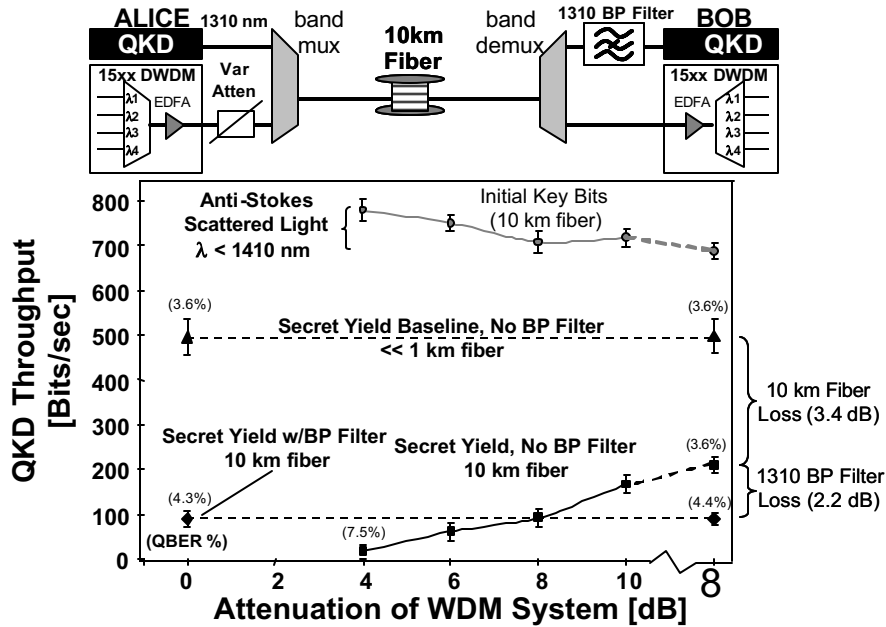 ALICE
QKD
1310 nm
band
mux
10km
Fiber
band
demux
1310 BP Filter
BOB
QKD
15xx DWDM
λ1
λ2
λ3
λ4
EDFA
Var
Atten
15xx DWDM
EDFA
λ1
λ2
λ3
λ4
QKD Throughput
[Bits/sec]
800
700
600
500
400
300
200
100
0
Anti-Stokes
Scattered Light
λ < 1410 nm
Initial Key Bits
(10 km fiber)
(3.6%)
(3.6%)
Secret Yield Baseline, No BP Filter
<< 1 km fiber
Secret Yield w/BP Filter
10 km fiber
Secret Yield, No BP Filter
10 km fiber
(4.3%)
(QBER %)
(7.5%)
(3.6%)
(4.4%)
10 km Fiber
Loss (3.4 dB)
1310 BP Filter
Loss (2.2 dB)
0
2
4
6
8
10
8
Attenuation of WDM System [dB]